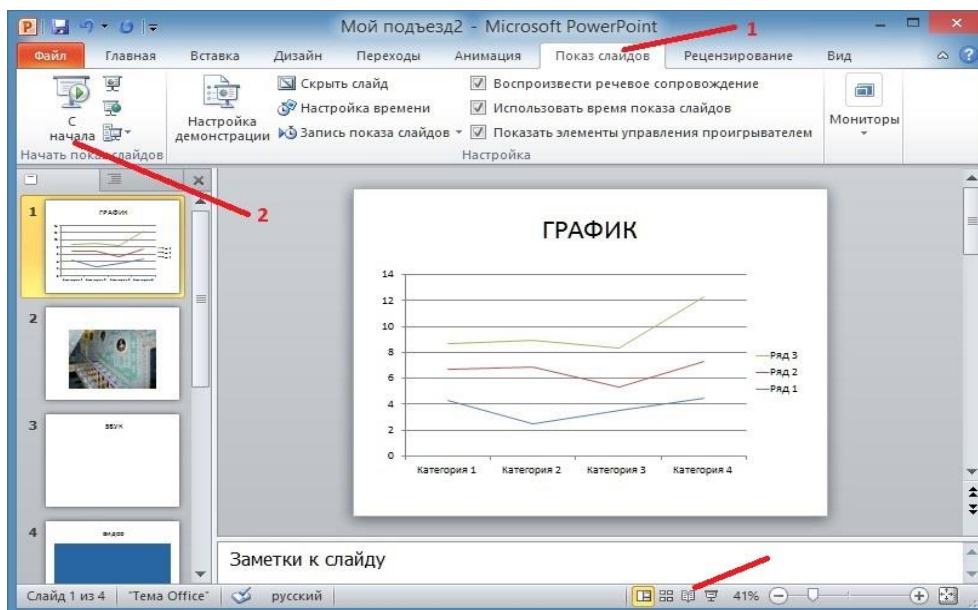 Мой подъезд2 - Microsoft PowerPoint
1
Файл Главная Вставка Дизайн Переходы Анимация Показ слайдов Рецензирование Вид
С
начала
Начать показ слайдов
Настройка
демонстрации
Скрыть слайд
Настройка времени
Запись показа слайдов
Воспроизвести речевое сопровождение
Использовать время показа слайдов
Показать элементы управления проигрывателем
Настройка
Мониторы
2
1
ГРАФИК
2
3
ЗВУК
4
ВИДЕО
ГРАФИК
14
12
10
8
6
4
2
0
Категория 1 Категория 2 Категория 3 Категория 4
Ряд 3
Ряд 2
Ряд 1
Заметки к слайду
Слайд 1 из 4 "Тема Office" русский 41%